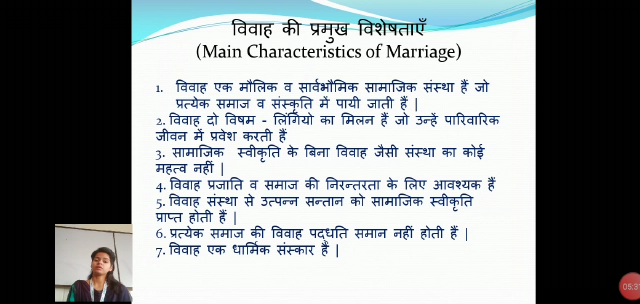 विवाह की प्रमुख विशेषताएँ
(Main Characteristics of Marriage)
1. विवाह एक मौलिक व सार्वभौमिक सामाजिक संस्था हैं जो
प्रत्येक समाज व संस्कृति में पायी जाती हैं |
2. विवाह दो विषम - लिंगियो का मिलन हैं जो उन्हें पारिवारिक
जीवन में प्रवेश करती हैं
3. सामाजिक स्वीकृति के बिना विवाह जैसी संस्था का कोई
महत्व नहीं |
4. विवाह प्रजाति व समाज की निरन्तरता के लिए आवश्यक हैं
5. विवाह संस्था से उत्पन्न सन्तान को सामाजिक स्वीकृति
प्राप्त होती हैं |
6. प्रत्येक समाज की विवाह पद्धति समान नहीं होती हैं |
7. विवाह एक धार्मिक संस्कार हैं |